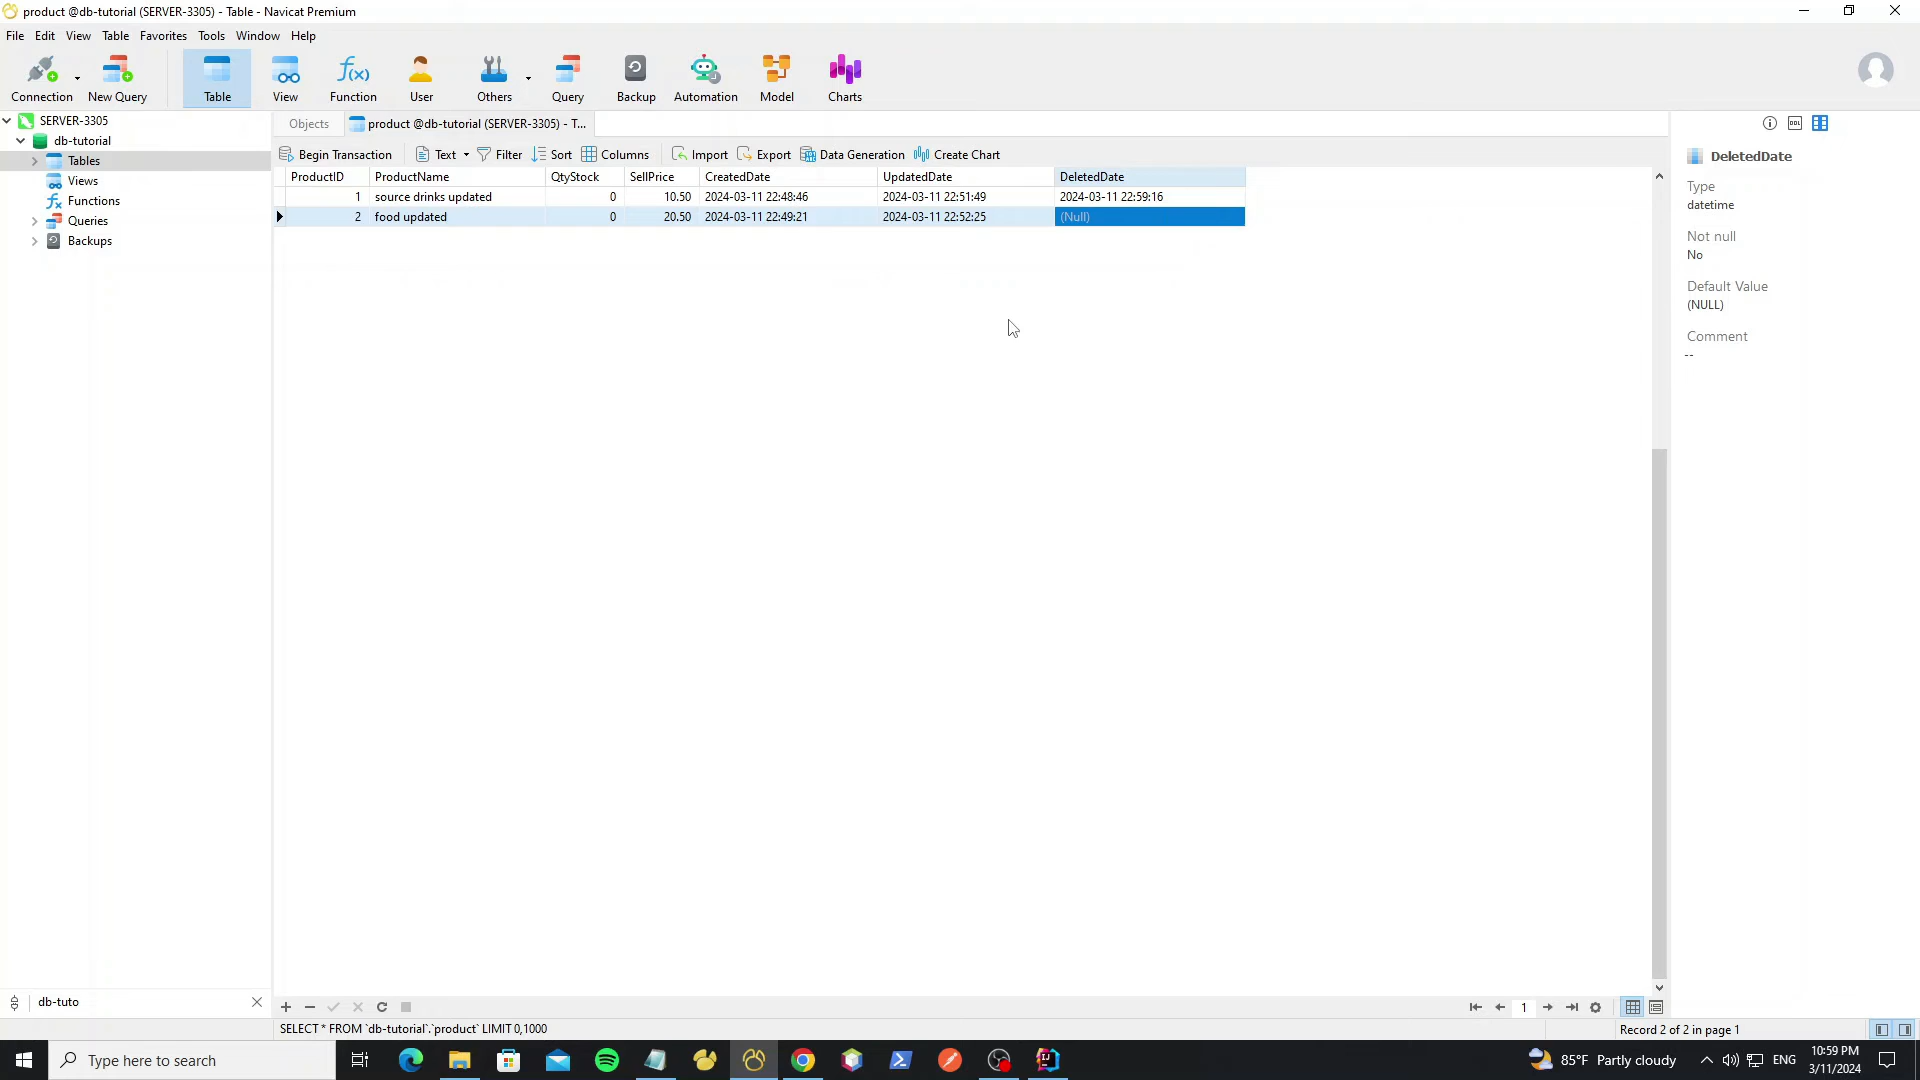 product @db-tutorial (SERVER-3305) - Table - Navicat Premium
File Edit View Table Favorites Tools Window Help
Connection New Query Table View Function User Others Query Backup Automation Model Charts
SERVER-3305
db-tutorial
Tables
Views
Functions
Queries
Backups
Objects product @db-tutorial (SERVER-3305) - T...
Begin Transaction Text Filter Sort Columns Import Export Data Generation Create Chart
ProductID ProductName QtyStock SellPrice CreatedDate UpdatedDate DeletedDate
1 source drinks updated 0 10.50 2024-03-11 22:48:46 2024-03-11 22:51:49 2024-03-11 22:59:16
2 food updated 0 20.50 2024-03-11 22:49:21 2024-03-11 22:52:25 (Null)
DeletedDate
Type
datetime
Not null
No
Default Value
(NULL)
Comment
--
db-tuto
1
SELECT * FROM `db-tutorial`.`product` LIMIT 0,1000
Record 2 of 2 in page 1
Type here to search
85°F Partly cloudy
ENG
10:59 PM
3/11/2024